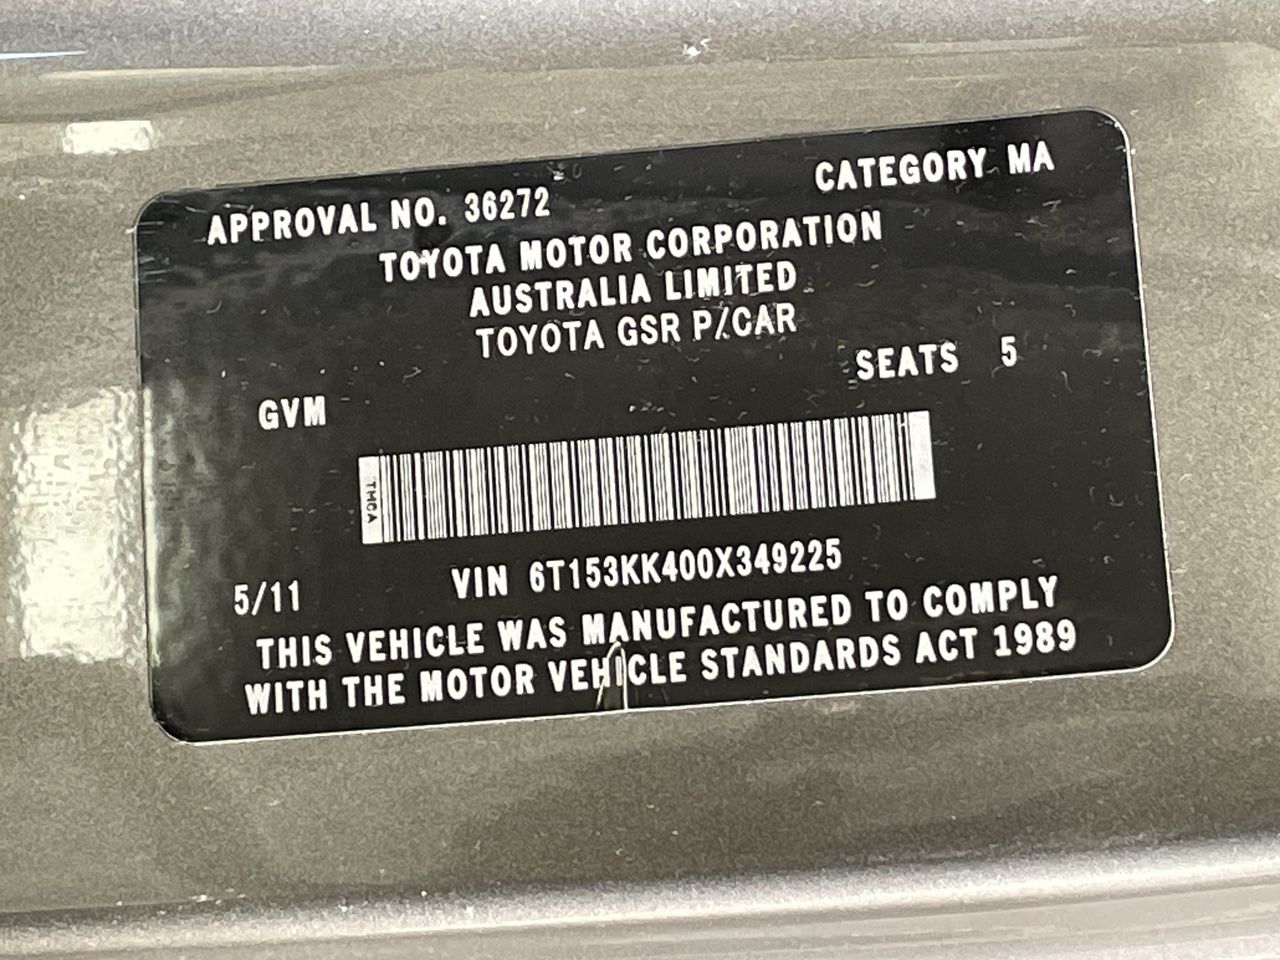 APPROVAL NO. 36272 CATEGORY MA
TOYOTA MOTOR CORPORATION
AUSTRALIA LIMITED
TOYOTA GSR P/CAR
SEATS 5
GVM
TMCA
5/11 VIN 6T153KK400X349225
THIS VEHICLE WAS MANUFACTURED TO COMPLY
WITH THE MOTOR VEHICLE STANDARDS ACT 1989